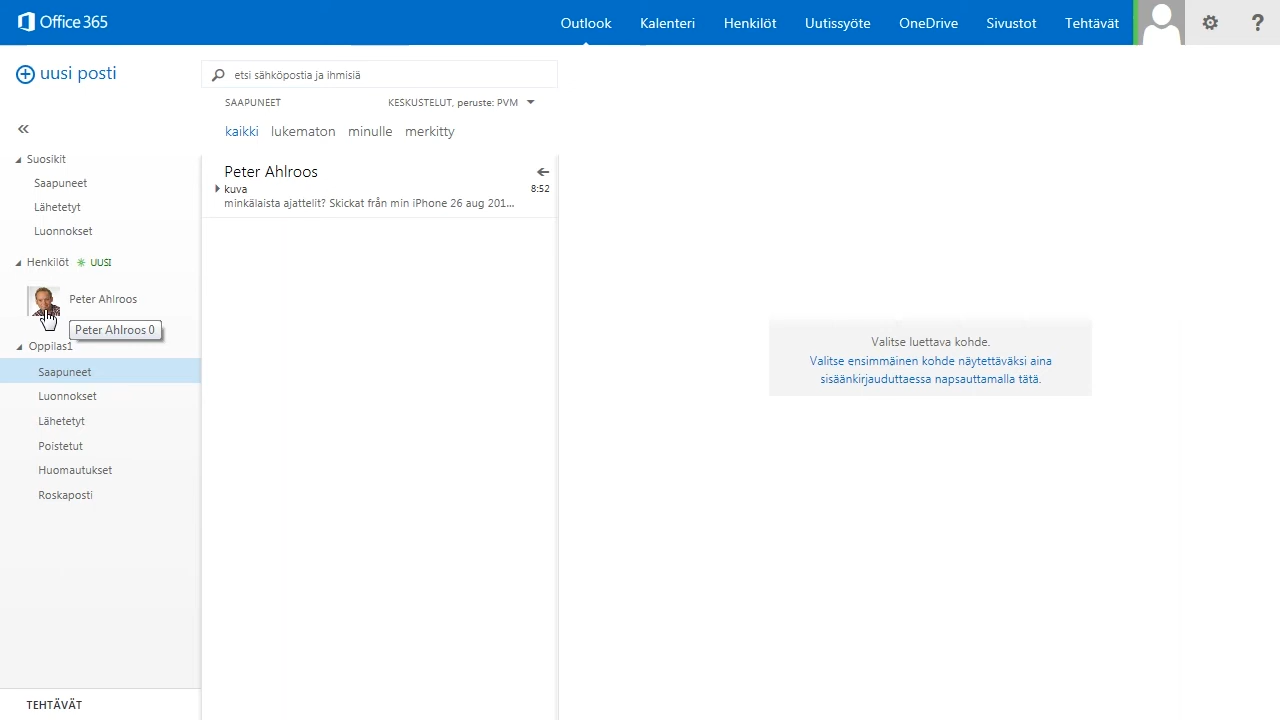 Office 365
Outlook Kalenteri Henkilöt Uutissyöte OneDrive Sivustot Tehtävät ?
uusi posti
etsi sähköpostia ja ihmisiä
SAAPUNEET KESKUSTELUT, peruste: PVM
kaikki lukematon minulle merkitty
Suosikit
Saapuneet
Lähetetyt
Luonnokset
Henkilöt UUSI
Peter Ahlroos
Peter Ahlroos 0
Oppilas1
Saapuneet
Luonnokset
Lähetetyt
Poistetut
Huomautukset
Roskaposti
TEHTÄVÄT
Peter Ahlroos
kuva 8:52
minkälaista ajattelit? Skickat från min iPhone 26 aug 201...
Valitse luettava kohde.
Valitse ensimmäinen kohde näytettäväksi aina
sisäänkirjauduttaessa napsauttamalla tätä.